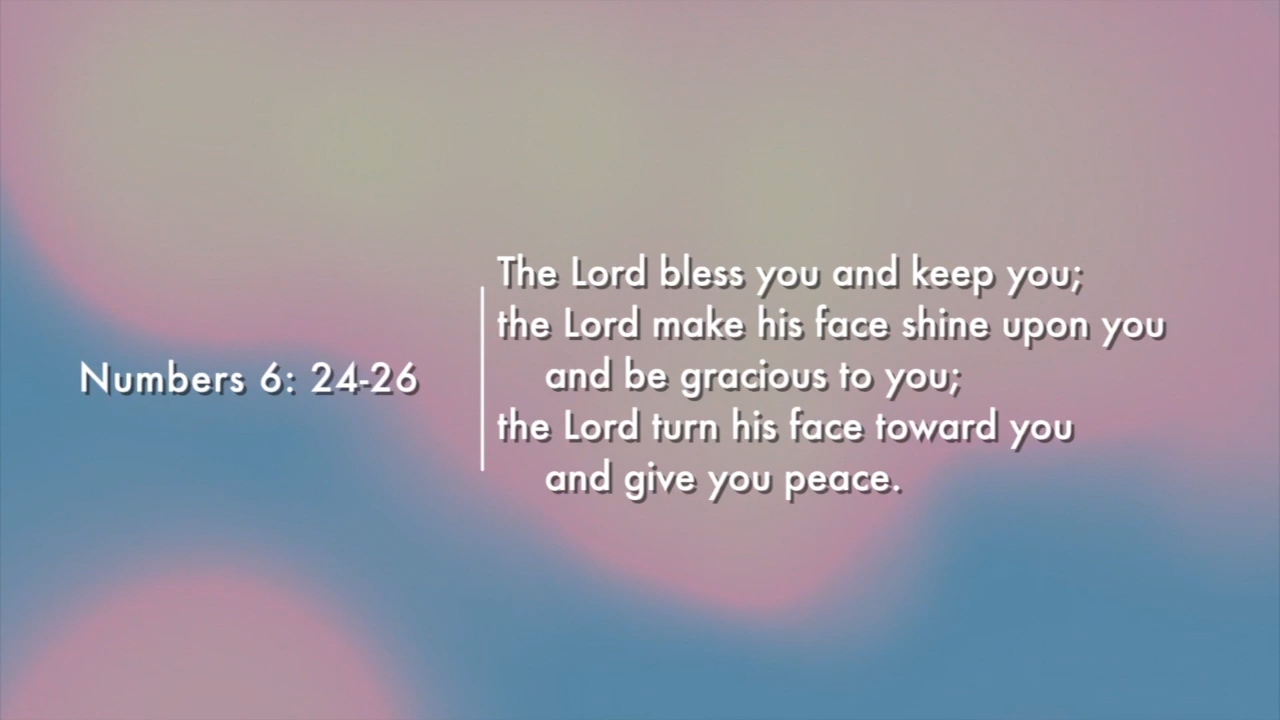 Numbers 6: 24-26
The Lord bless you and keep you;
the Lord make his face shine upon you
and be gracious to you;
the Lord turn his face toward you
and give you peace.